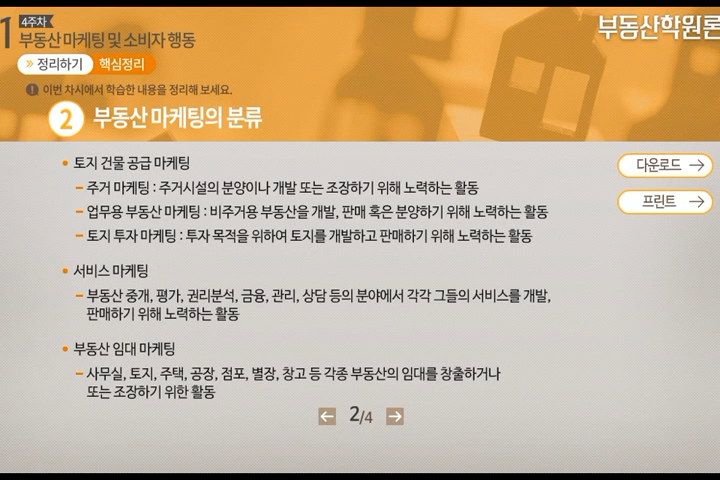 1
4주차
부동산 마케팅 및 소비자 행동
부동산학원론
» 정리하기
핵심정리
! 이번 차시에서 학습한 내용을 정리해 보세요.
2 부동산 마케팅의 분류
• 토지 건물 공급 마케팅
– 주거 마케팅 : 주거시설의 분양이나 개발 또는 조장하기 위해 노력하는 활동
– 업무용 부동산 마케팅 : 비주거용 부동산을 개발, 판매 혹은 분양하기 위해 노력하는 활동
– 토지 투자 마케팅 : 투자 목적을 위하여 토지를 개발하고 판매하기 위해 노력하는 활동
• 서비스 마케팅
– 부동산 중개, 평가, 권리분석, 금융, 관리, 상담 등의 분야에서 각각 그들의 서비스를 개발,
판매하기 위해 노력하는 활동
• 부동산 임대 마케팅
– 사무실, 토지, 주택, 공장, 점포, 별장, 창고 등 각종 부동산의 임대를 창출하거나
또는 조장하기 위한 활동
다운로드 →
프린트 →
← 2/4 →